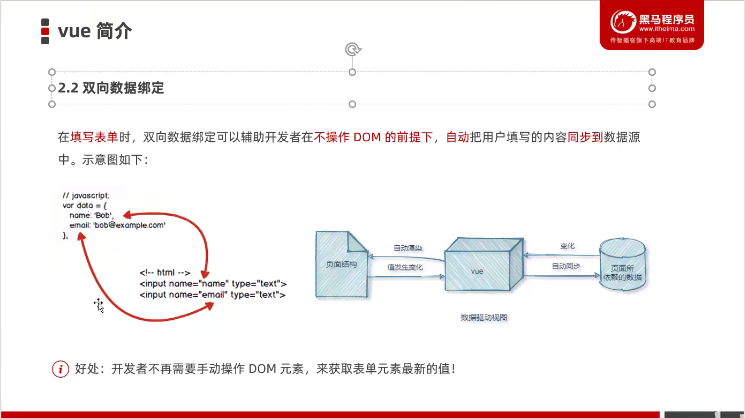 vue 简介
黑马程序员
www.itheima.com
传智播客旗下高端IT教育品牌
2.2 双向数据绑定
在填写表单时，双向数据绑定可以辅助开发者在不操作 DOM 的前提下，自动把用户填写的内容同步到数据源
中。示意图如下：
// javascript:
var data = {
name: 'Bob',
email: 'bob@example.com'
};
<!-- html -->
<input name="name" type="text">
<input name="email" type="text">
页面结构
自动渲染
值发生变化
vue
变化
自动同步
页面所
依赖的数据
数据驱动视图
i 好处：开发者不再需要手动操作 DOM 元素，来获取表单元素最新的值！